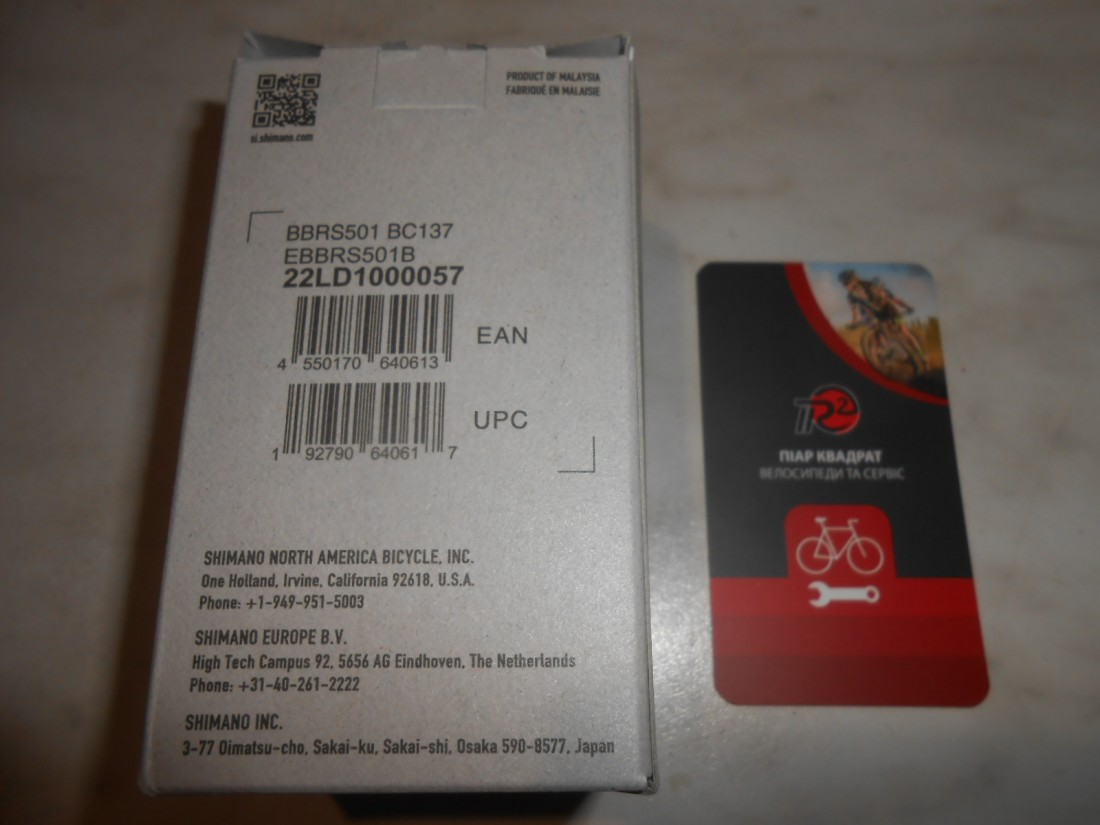 PRODUCT OF MALAYSIA
FABRIQUÉ EN MALAISIE
si.shimano.com
BBRS501 BC137
EBBRS501B
22LD1000057
EAN
4 550170 640613
UPC
1 92790 64061 7
SHIMANO NORTH AMERICA BICYCLE, INC.
One Holland, Irvine, California 92618, U.S.A.
Phone: +1-949-951-5003
SHIMANO EUROPE B.V.
High Tech Campus 92, 5656 AG Eindhoven, The Netherlands
Phone: +31-40-261-2222
SHIMANO INC.
3-77 Oimatsu-cho, Sakai-ku, Sakai-shi, Osaka 590-8577, Japan
ПR2
ПІАР КВАДРАТ
ВЕЛОСИПЕДИ ТА СЕРВІС